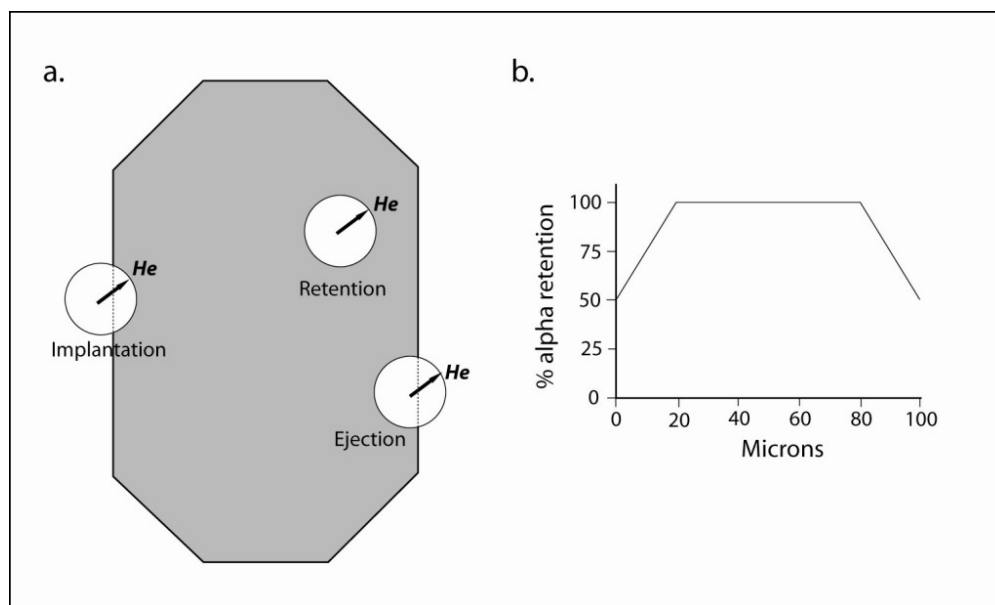 a.
He
Retention
He
Implantation
He
Ejection
b.
% alpha retention
100
75
50
25
0
0 20 40 60 80 100
Microns